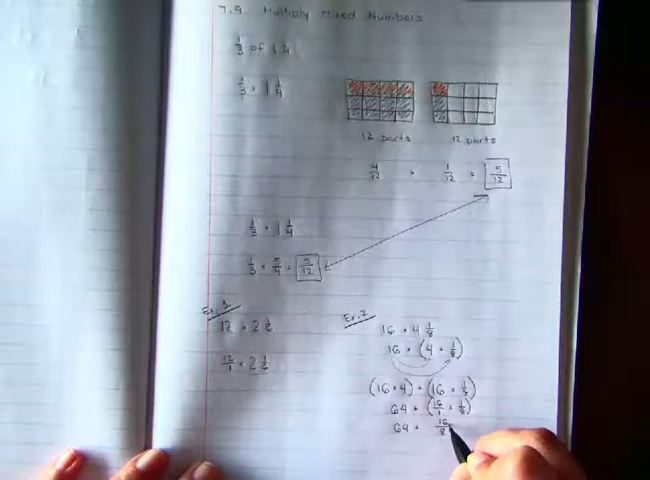 7.9 Multiply Mixed Numbers
1/3 of 1 1/4
1/3 × 1 1/4
12 parts 12 parts
4/12 + 1/12 = 5/12
1/3 × 1 1/4
1/3 × 5/4 = 5/12
Ex. 1
12 × 2 1/6
12/1 × 2 1/6
Ex. 2
16 × 4 1/8
16 × (4 + 1/8)
(16 × 4) + (16 × 1/8)
64 + (16/1 × 1/8)
64 + 16/8